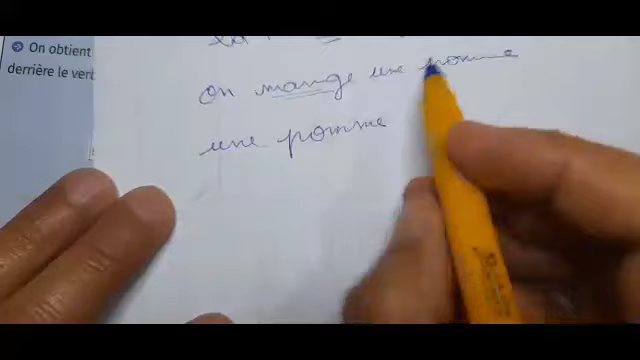 On obtient
derrière le verb
On mange une pomme
une pomme